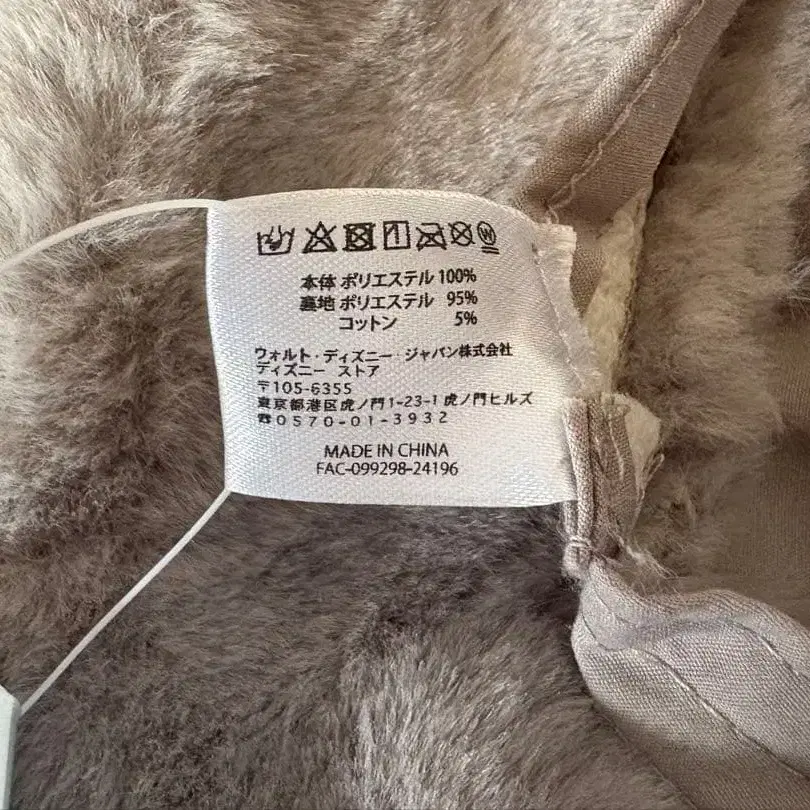 本体 ポリエステル 100%
裏地 ポリエステル 95%
コットン 5%
ウォルト・ディズニー・ジャパン株式会社
ディズニー ストア
〒105-6355
東京都港区虎ノ門1-23-1 虎ノ門ヒルズ
☎0570-01-3932
MADE IN CHINA
FAC-099298-24196